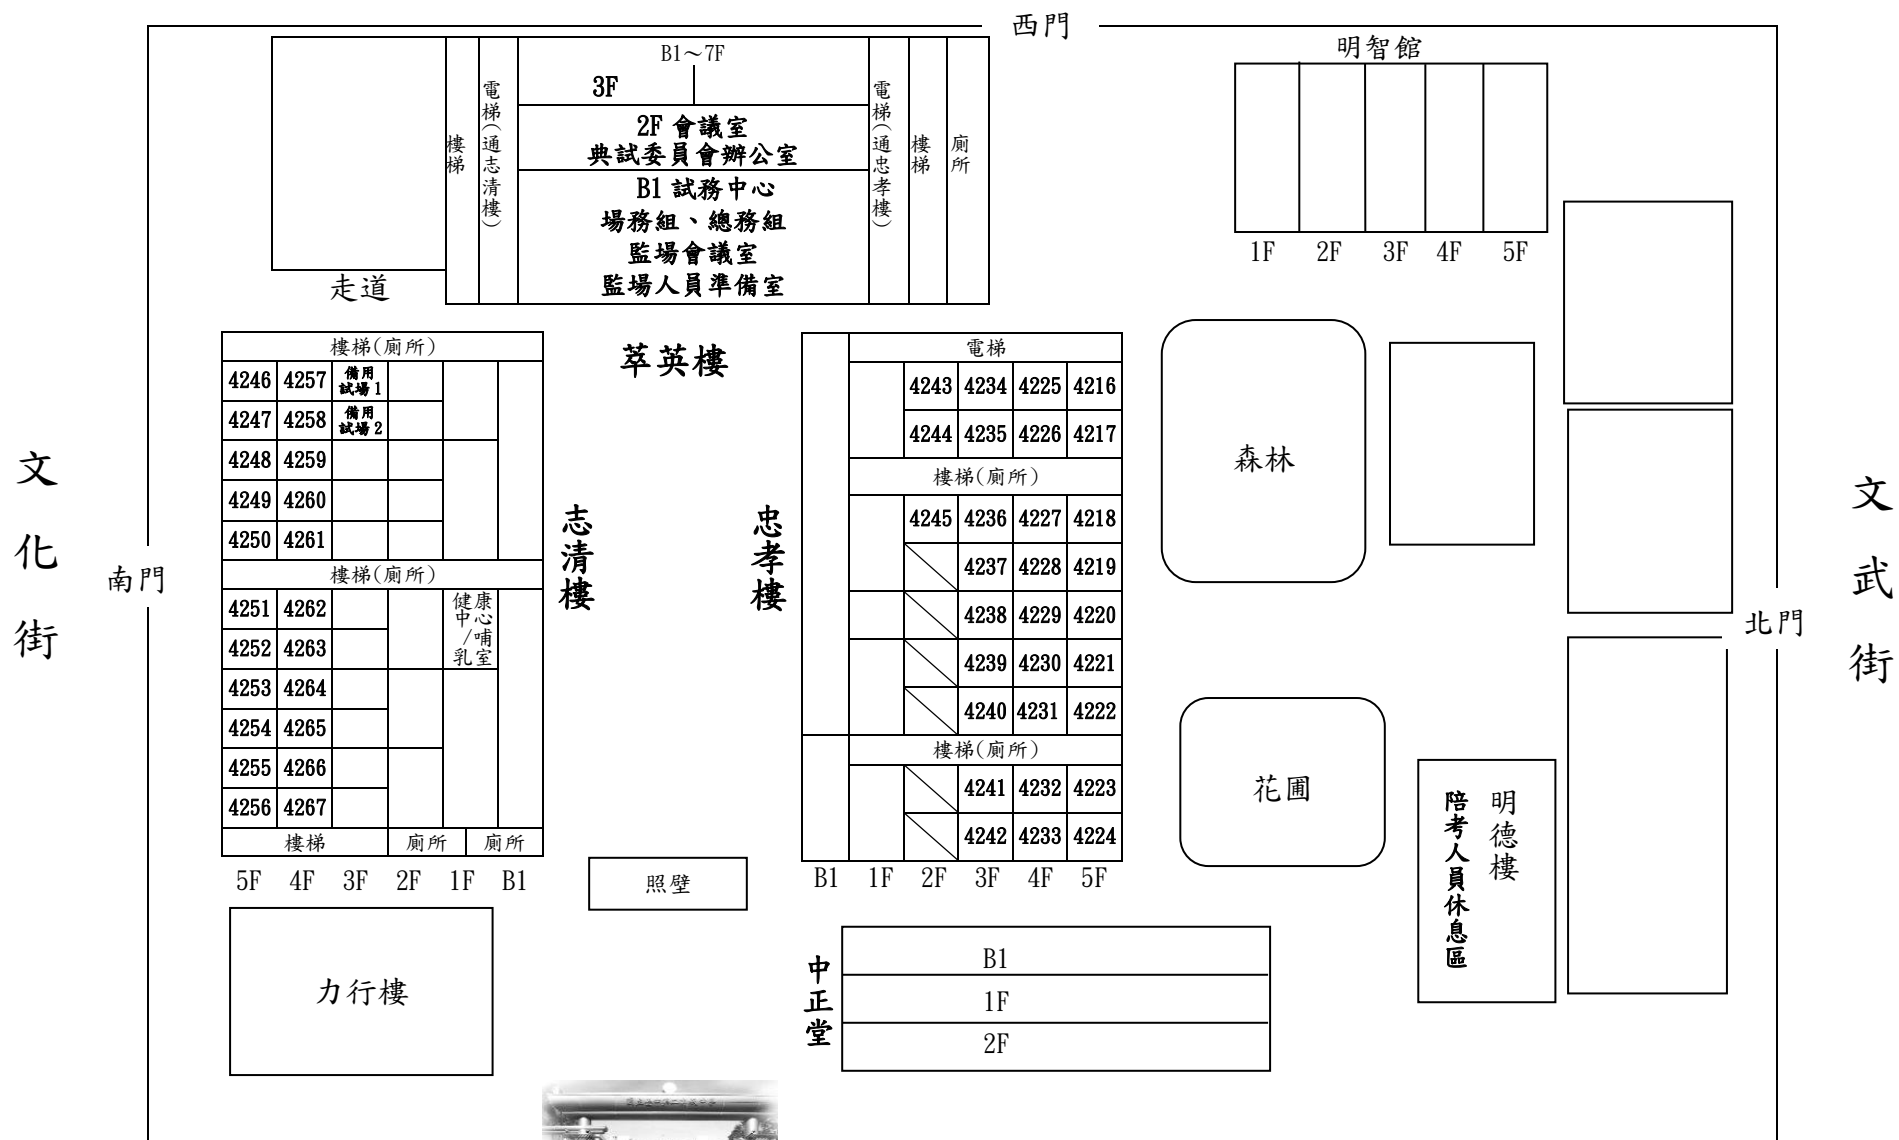 西門
B1～7F
3F
2F 會議室
典試委員會辦公室
B1 試務中心
場務組、總務組
監場會議室
監場人員準備室
樓梯
電梯(通志清樓)
電梯(通忠孝樓)
樓梯
廁所
走道
萃英樓
明智館
1F 2F 3F 4F 5F
文化街
南門
樓梯(廁所)
4246 4257 備用試場1
4247 4258 備用試場2
4248 4259
4249 4260
4250 4261
樓梯(廁所)
4251 4262
4252 4263
4253 4264
4254 4265
4255 4266
4256 4267
健康中心/哺乳室
樓梯 廁所 廁所
5F 4F 3F 2F 1F B1
志清樓
忠孝樓
電梯
4243 4234 4225 4216
4244 4235 4226 4217
樓梯(廁所)
4245 4236 4227 4218
4237 4228 4219
4238 4229 4220
4239 4230 4221
4240 4231 4222
樓梯(廁所)
4241 4232 4223
4242 4233 4224
B1 1F 2F 3F 4F 5F
森林
花圃
明德樓
陪考人員休息區
北門
文武街
照壁
力行樓
中正堂
B1
1F
2F